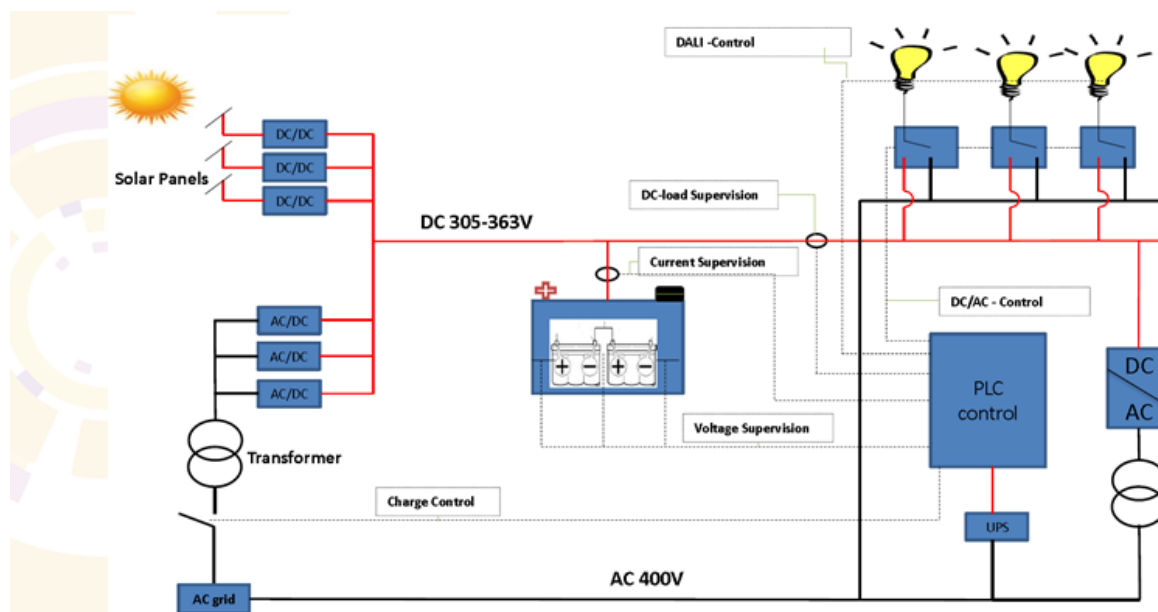 DALI -Control
DC/DC
DC/DC
Solar Panels
DC/DC
DC-load Supervision
DC 305-363V
Current Supervision
DC/AC - Control
AC/DC
AC/DC
AC/DC
PLC
control
DC
AC
Voltage Supervision
Transformer
Charge Control
UPS
AC 400V
AC grid